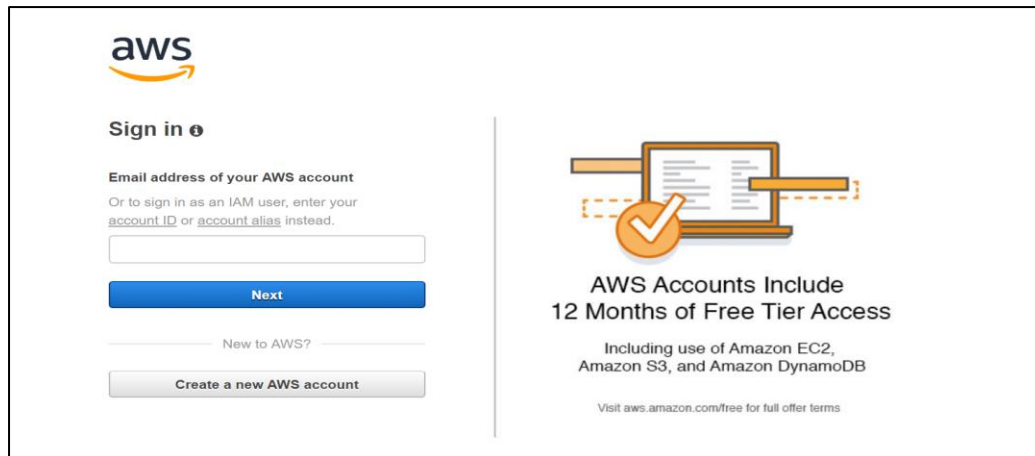 aws
Sign in
Email address of your AWS account
Or to sign in as an IAM user, enter your
account ID or account alias instead.
Next
New to AWS?
Create a new AWS account
AWS Accounts Include
12 Months of Free Tier Access
Including use of Amazon EC2,
Amazon S3, and Amazon DynamoDB
Visit aws.amazon.com/free for full offer terms